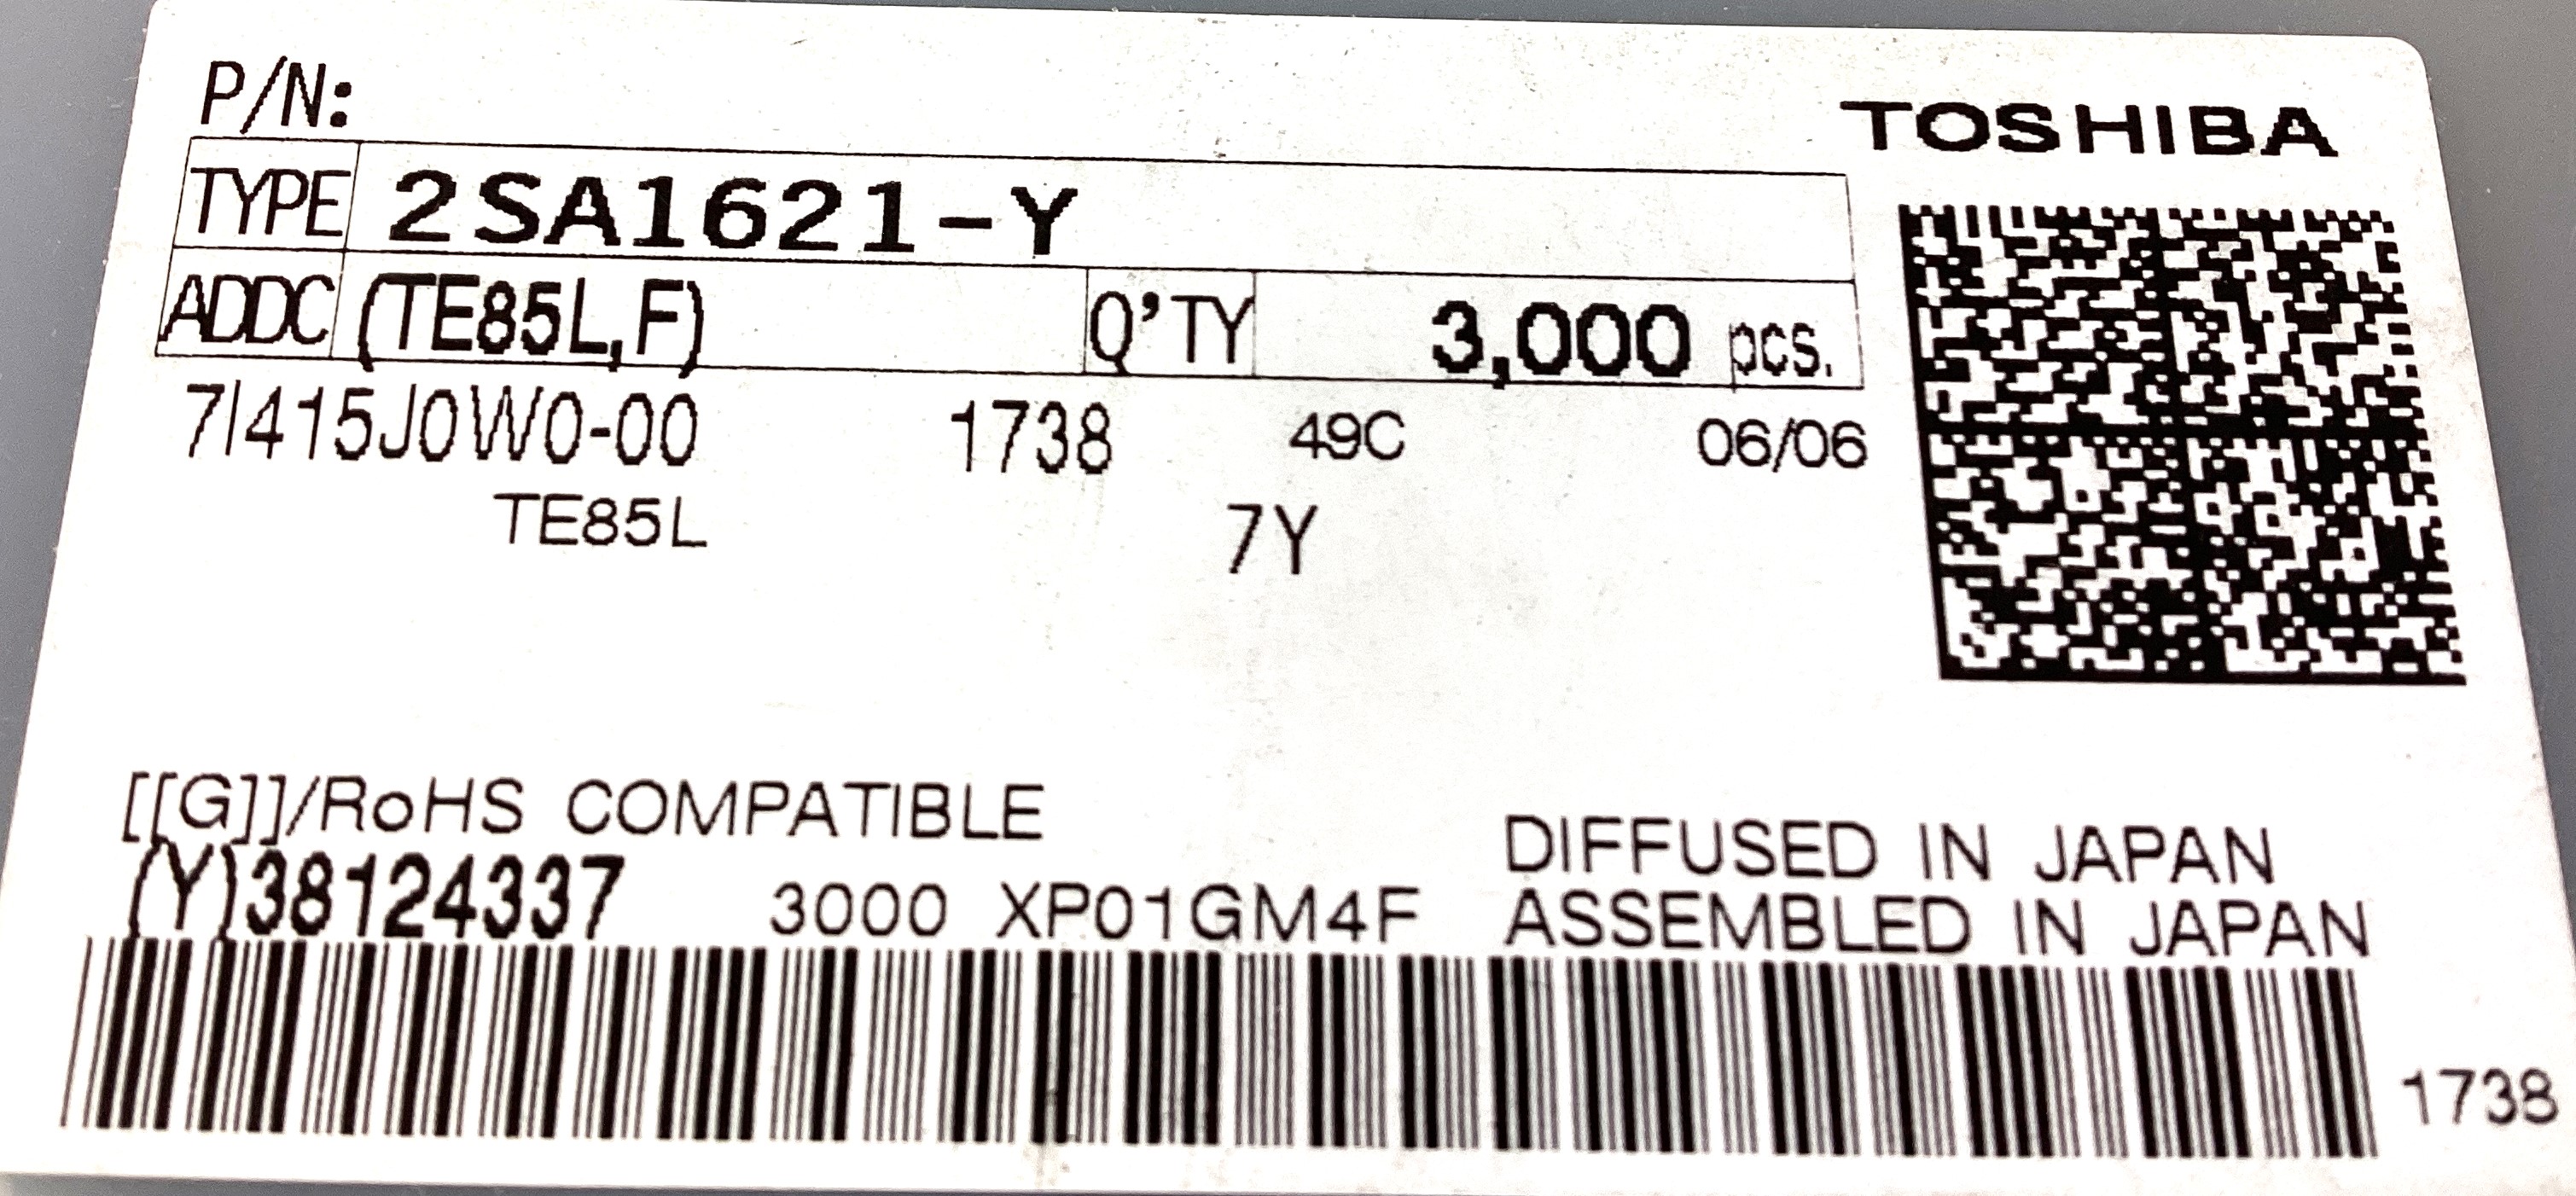 P/N:
TOSHIBA
TYPE 2SA1621-Y
ADDC (TE85L,F) Q'TY 3,000 pcs.
7I415J0W0-00 1738 49C 06/06
TE85L 7Y
[[G]]/RoHS COMPATIBLE
DIFFUSED IN JAPAN
(Y)38124337 3000 XP01GM4F ASSEMBLED IN JAPAN
1738